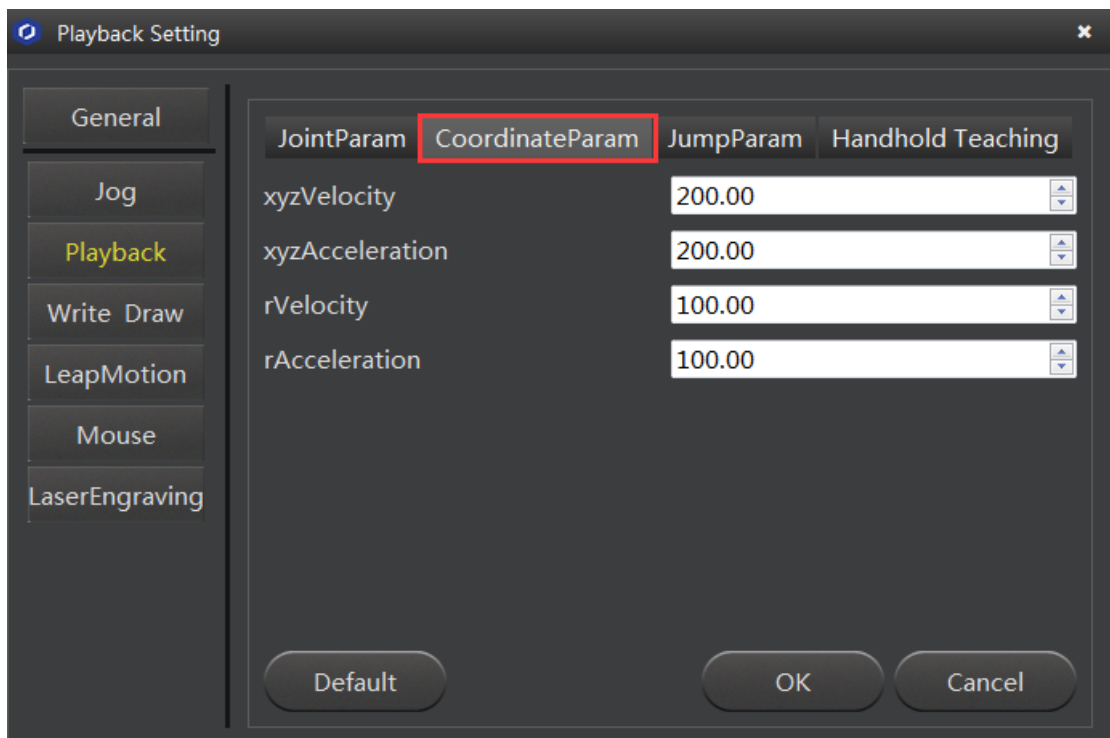 Playback Setting
General
Jog
Playback
Write Draw
LeapMotion
Mouse
LaserEngraving
JointParam CoordinateParam JumpParam Handhold Teaching
xyzVelocity 200.00
xyzAcceleration 200.00
rVelocity 100.00
rAcceleration 100.00
Default OK Cancel